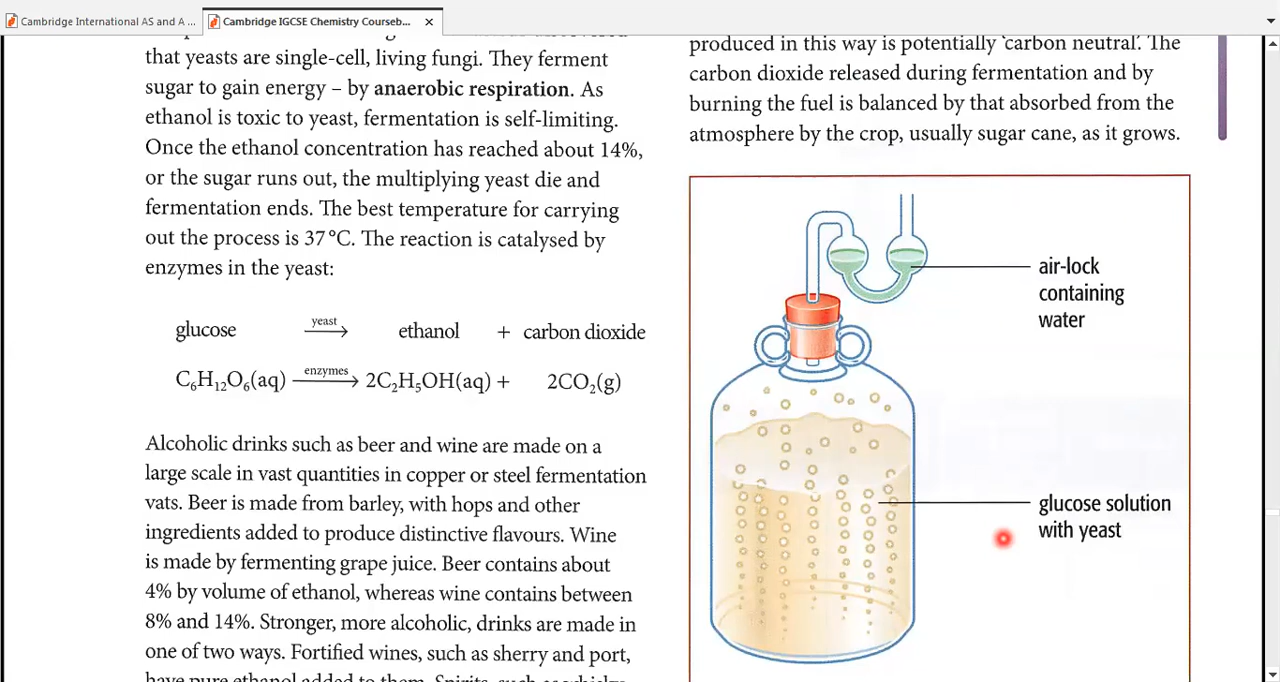 Cambridge International AS and A ...
Cambridge IGCSE Chemistry Courseb...
that yeasts are single-cell, living fungi. They ferment
sugar to gain energy – by anaerobic respiration. As
ethanol is toxic to yeast, fermentation is self-limiting.
Once the ethanol concentration has reached about 14%,
or the sugar runs out, the multiplying yeast die and
fermentation ends. The best temperature for carrying
out the process is 37 °C. The reaction is catalysed by
enzymes in the yeast:
glucose yeast ⟶ ethanol + carbon dioxide
C₆H₁₂O₆(aq) enzymes ⟶ 2C₂H₅OH(aq) + 2CO₂(g)
Alcoholic drinks such as beer and wine are made on a
large scale in vast quantities in copper or steel fermentation
vats. Beer is made from barley, with hops and other
ingredients added to produce distinctive flavours. Wine
is made by fermenting grape juice. Beer contains about
4% by volume of ethanol, whereas wine contains between
8% and 14%. Stronger, more alcoholic, drinks are made in
one of two ways. Fortified wines, such as sherry and port,
have pure ethanol added to them. Spirits, such as whisky
produced in this way is potentially 'carbon neutral'. The
carbon dioxide released during fermentation and by
burning the fuel is balanced by that absorbed from the
atmosphere by the crop, usually sugar cane, as it grows.
air-lock
containing
water
glucose solution
with yeast